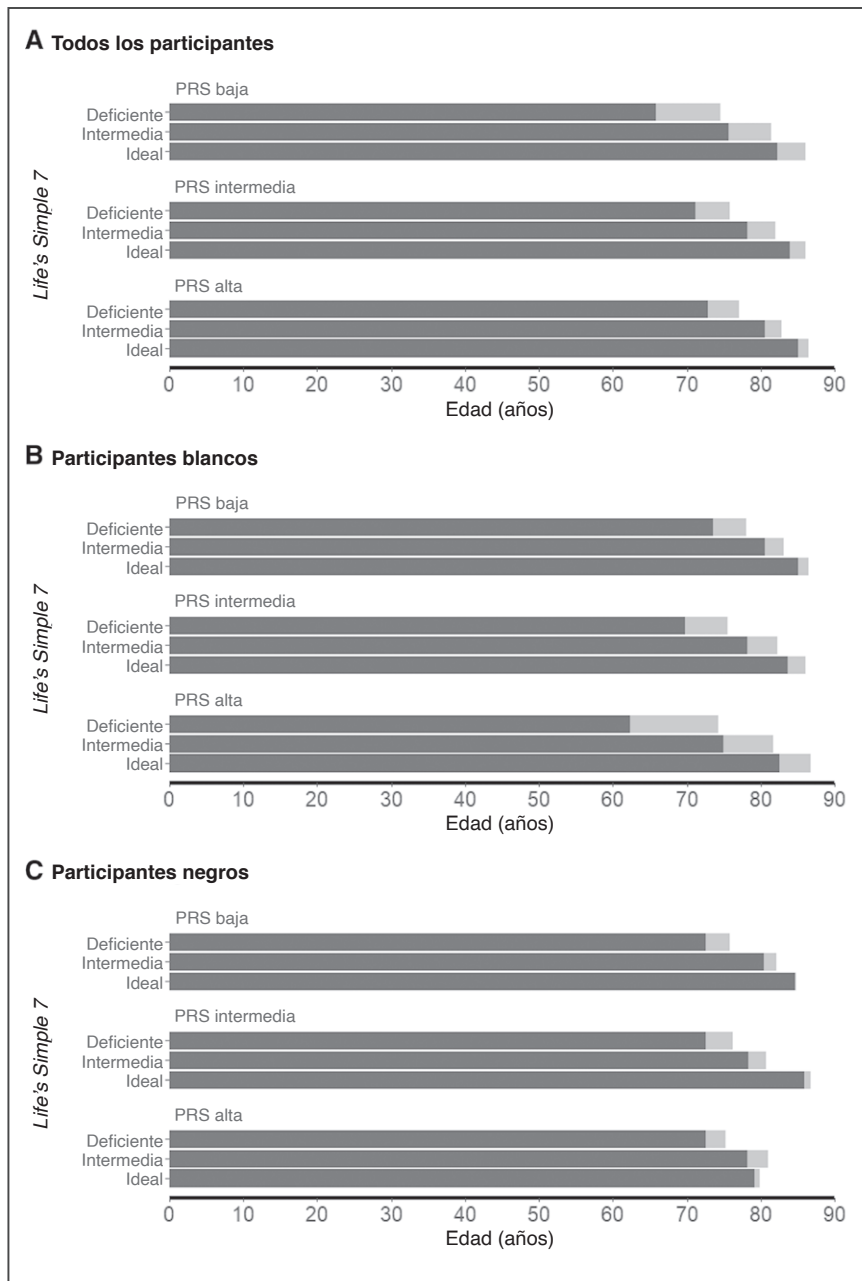 A Todos los participantes
PRS baja
Deficiente
Intermedia
Ideal
PRS intermedia
Deficiente
Intermedia
Ideal
PRS alta
Deficiente
Intermedia
Ideal
Life's Simple 7
0 10 20 30 40 50 60 70 80 90
Edad (años)
B Participantes blancos
PRS baja
Deficiente
Intermedia
Ideal
PRS intermedia
Deficiente
Intermedia
Ideal
PRS alta
Deficiente
Intermedia
Ideal
Life's Simple 7
0 10 20 30 40 50 60 70 80 90
Edad (años)
C Participantes negros
PRS baja
Deficiente
Intermedia
Ideal
PRS intermedia
Deficiente
Intermedia
Ideal
PRS alta
Deficiente
Intermedia
Ideal
Life's Simple 7
0 10 20 30 40 50 60 70 80 90
Edad (años)